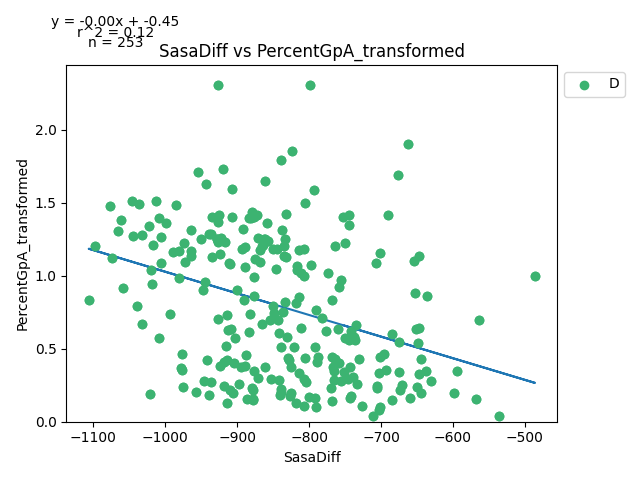 y = -0.00x + -0.45
r^2 = 0.12
n = 253
SasaDiff vs PercentGpA_transformed
D
PercentGpA_transformed
2.0
1.5
1.0
0.5
0.0
−1100 −1000 −900 −800 −700 −600 −500
SasaDiff